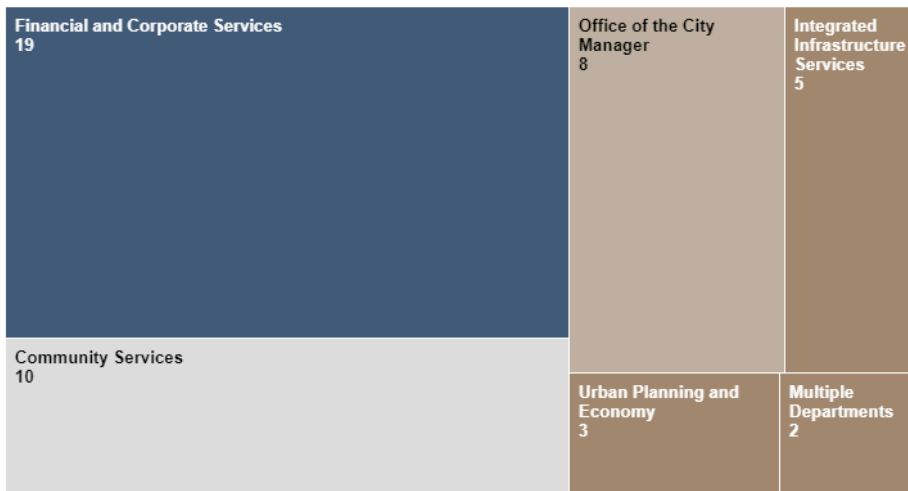 Financial and Corporate Services
19
Community Services
10
Office of the City
Manager
8
Integrated
Infrastructure
Services
5
Urban Planning and
Economy
3
Multiple
Departments
2